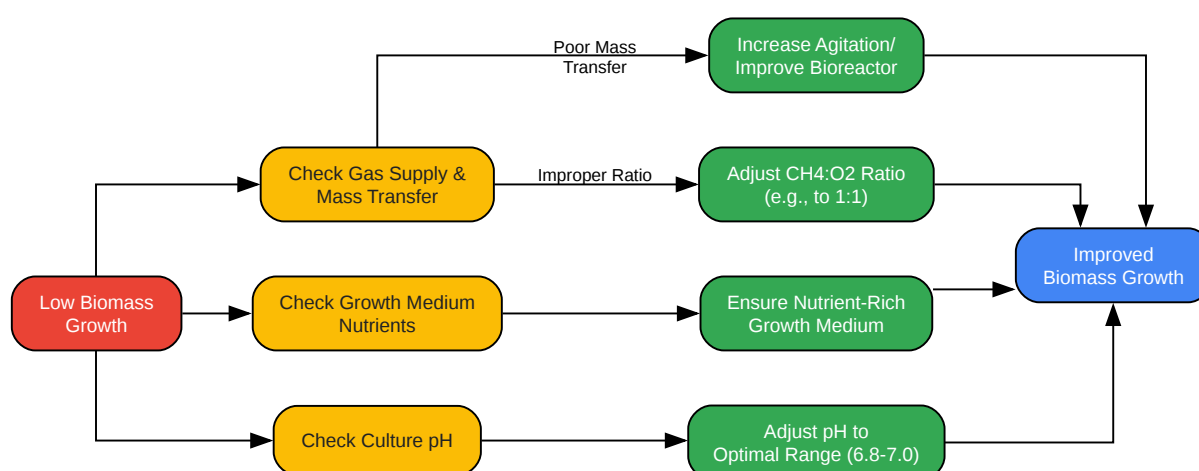 Poor Mass
Transfer
Increase Agitation/
Improve Bioreactor
Check Gas Supply &
Mass Transfer
Improper Ratio
Adjust CH4:O2 Ratio
(e.g., to 1:1)
Improved
Biomass Growth
Low Biomass
Growth
Check Growth Medium
Nutrients
Ensure Nutrient-Rich
Growth Medium
Check Culture pH
Adjust pH to
Optimal Range (6.8-7.0)